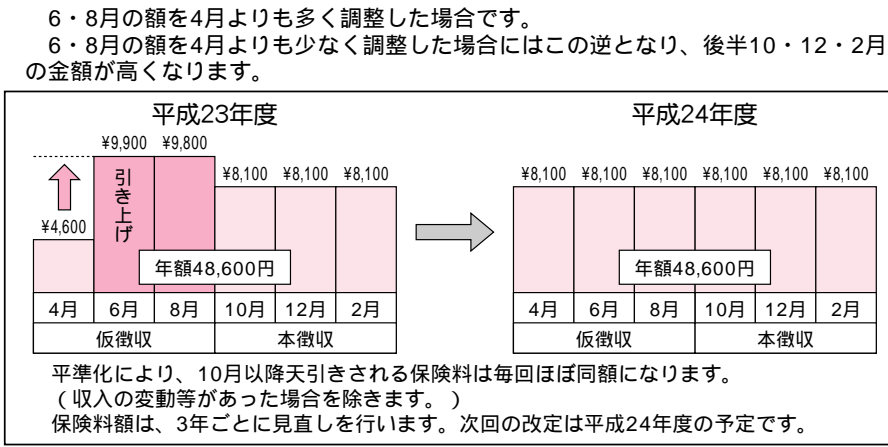 6・8月の額を4月よりも多く調整した場合です。
6・8月の額を4月よりも少なく調整した場合にはこの逆となり、後半10・12・2月
の金額が高くなります。
平成23年度
¥9,900 ¥9,800
¥8,100 ¥8,100 ¥8,100
¥4,600
引き上げ
年額48,600円
4月 6月 8月 10月 12月 2月
仮徴収 本徴収
平成24年度
¥8,100 ¥8,100 ¥8,100 ¥8,100 ¥8,100 ¥8,100
年額48,600円
4月 6月 8月 10月 12月 2月
仮徴収 本徴収
平準化により、10月以降天引きされる保険料は毎回ほぼ同額になります。
（収入の変動等があった場合を除きます。）
保険料額は、3年ごとに見直しを行います。次回の改定は平成24年度の予定です。